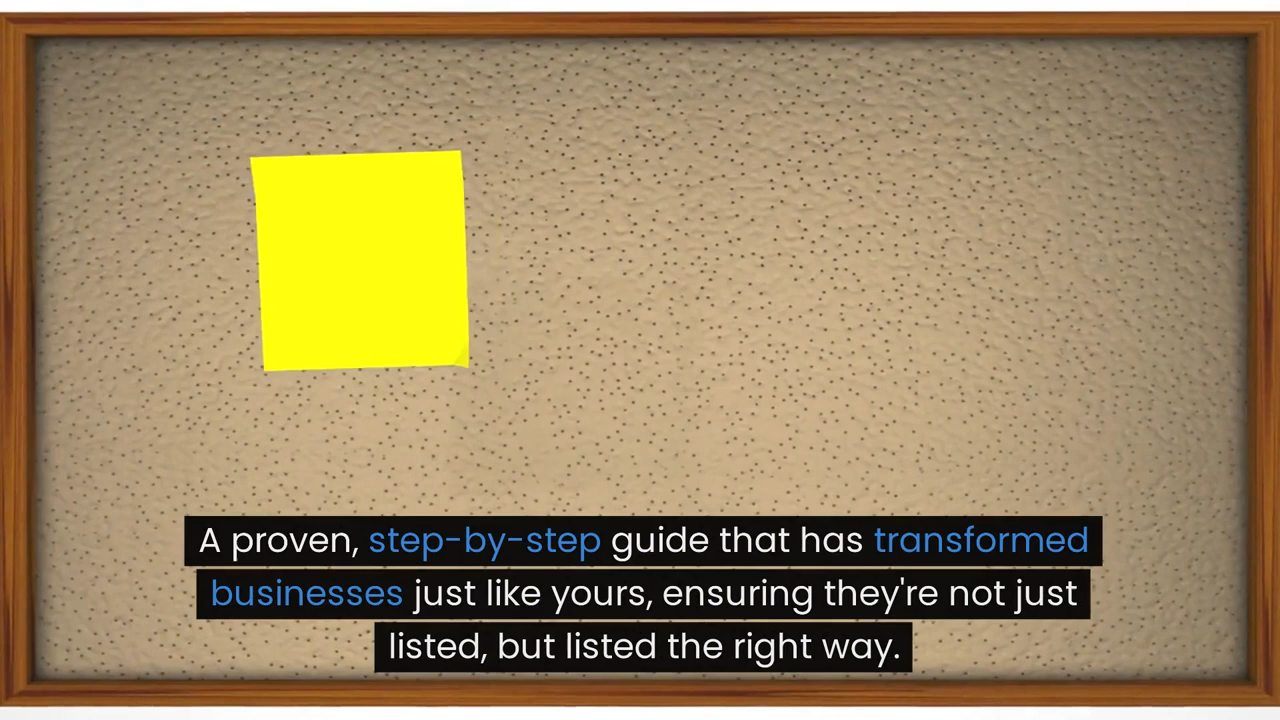 A proven, step-by-step guide that has transformed
businesses just like yours, ensuring they're not just
listed, but listed the right way.